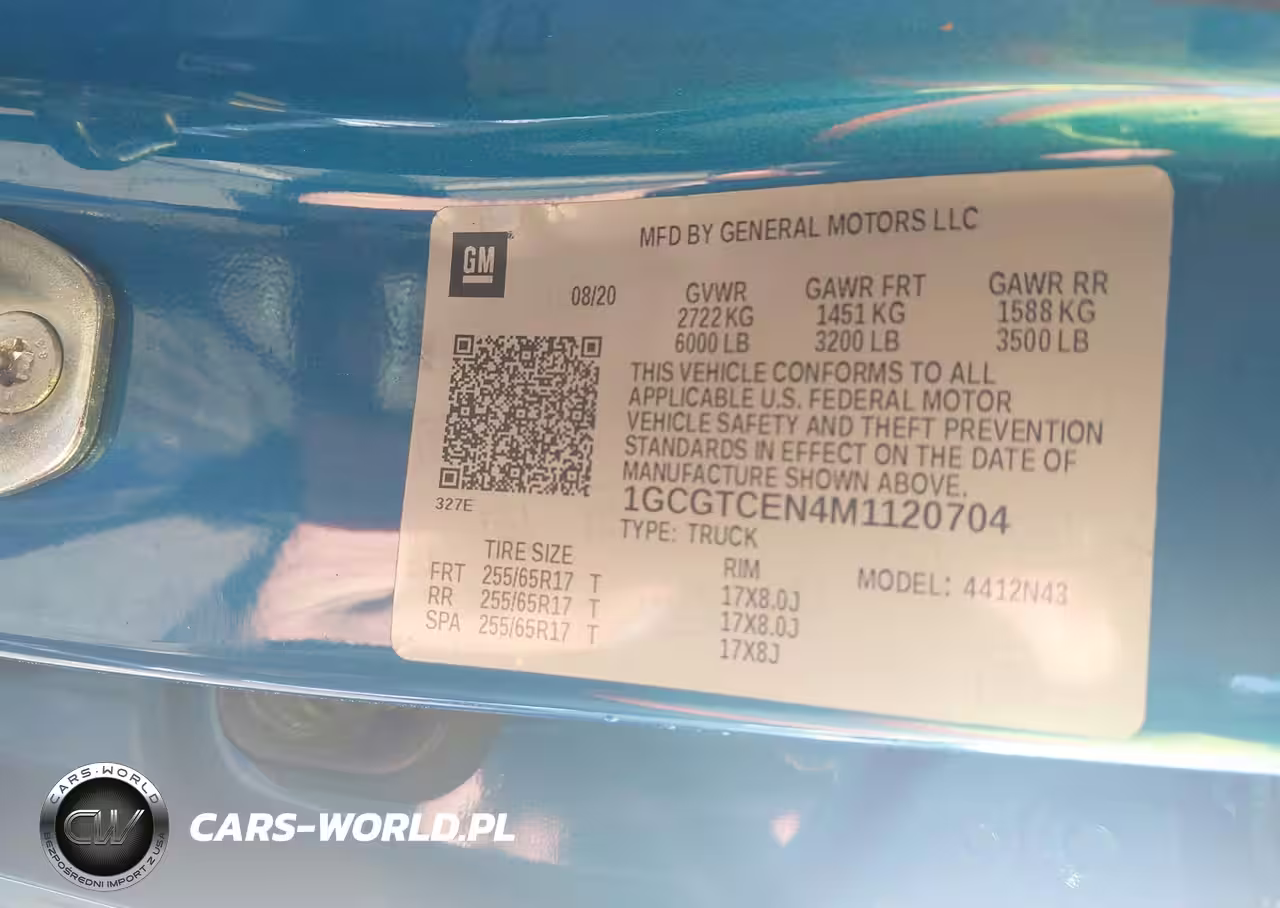 MFD BY GENERAL MOTORS LLC
GM
08/20 GVWR GAWR FRT GAWR RR
2722 KG 1451 KG 1588 KG
6000 LB 3200 LB 3500 LB
THIS VEHICLE CONFORMS TO ALL
APPLICABLE U.S. FEDERAL MOTOR
VEHICLE SAFETY AND THEFT PREVENTION
STANDARDS IN EFFECT ON THE DATE OF
MANUFACTURE SHOWN ABOVE.
327E
1GCGTCEN4M1120704
TYPE: TRUCK
TIRE SIZE RIM MODEL: 4412N43
FRT 255/65R17 T 17X8.0J
RR 255/65R17 T 17X8.0J
SPA 255/65R17 T 17X8J
CARS-WORLD
CW
BEZPOŚREDNI IMPORT Z USA
CARS-WORLD.PL